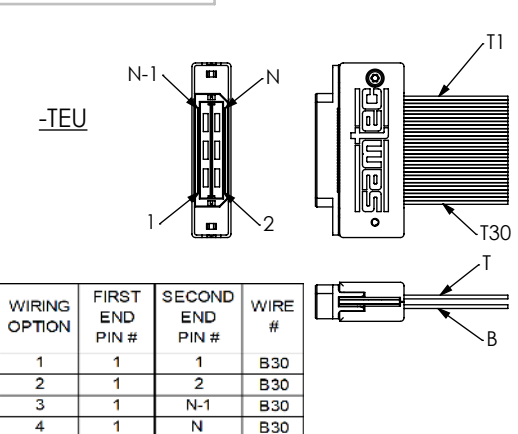 -TEU
N-1
N
1
2
T1
samtec
T30
T
B
WIRING OPTION FIRST END PIN # SECOND END PIN # WIRE #
1 1 1 B30
2 1 2 B30
3 1 N-1 B30
4 1 N B30